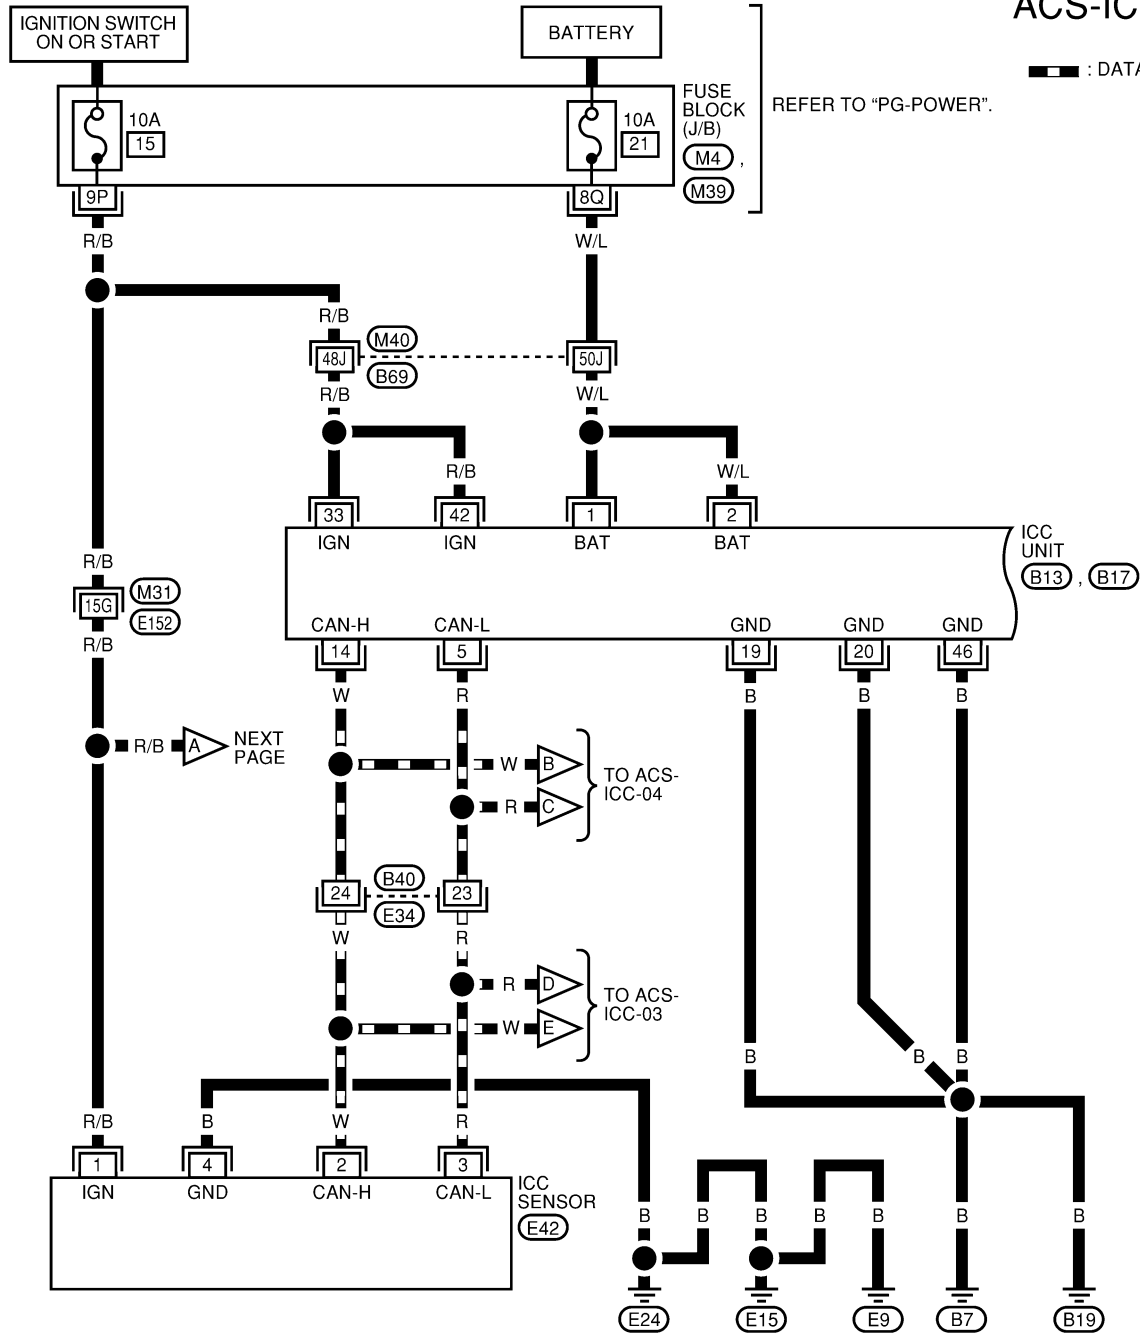 ACS-IC
: DATA
IGNITION SWITCH
ON OR START
BATTERY
10A
15
10A
21
FUSE
BLOCK
(J/B)
M4 ,
M39
REFER TO “PG-POWER”.
9P
8Q
R/B
W/L
R/B
M40
48J
50J
B69
R/B
W/L
R/B
W/L
33
42
1
2
IGN
IGN
BAT
BAT
ICC
UNIT
B13 , B17
R/B
M31
15G
E152
R/B
CAN-H
CAN-L
GND
GND
GND
14
5
19
20
46
W
R
B
B
B
R/B
A
NEXT
PAGE
W
B
R
C
TO ACS-
ICC-04
B40
24
23
E34
W
R
R
D
W
E
TO ACS-
ICC-03
B
B
B
R/B
B
W
R
1
4
2
3
IGN
GND
CAN-H
CAN-L
ICC
SENSOR
E42
B
B
B
B
B
B
B
E24
E15
E9
B7
B19